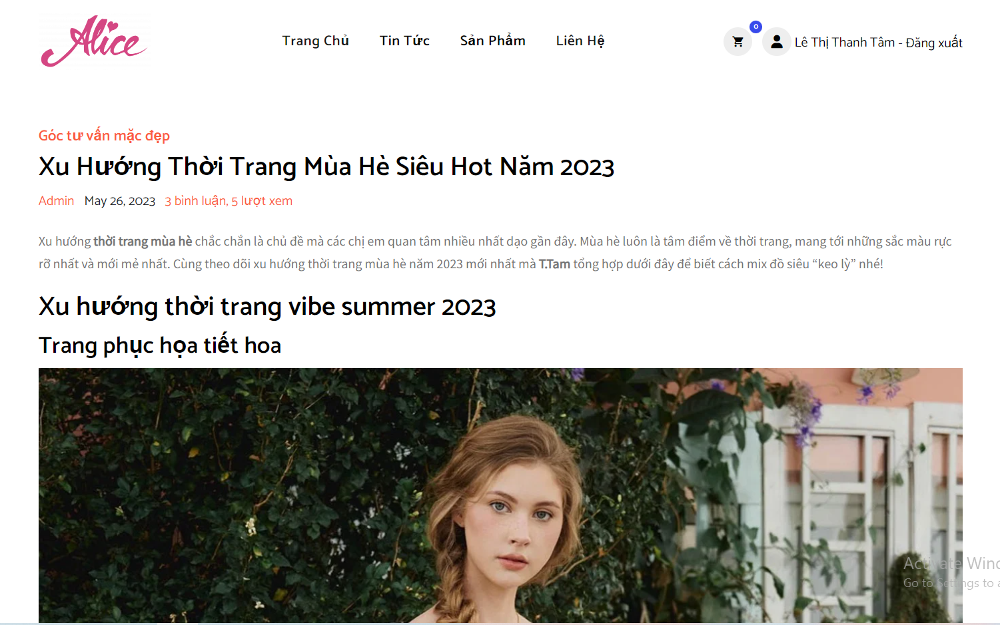 Alice
Trang Chủ Tin Tức Sản Phẩm Liên Hệ
0
Lê Thị Thanh Tâm - Đăng xuất
Góc tư vấn mặc đẹp
Xu Hướng Thời Trang Mùa Hè Siêu Hot Năm 2023
Admin May 26, 2023 3 bình luận, 5 lượt xem
Xu hướng thời trang mùa hè chắc chắn là chủ đề mà các chị em quan tâm nhiều nhất dạo gần đây. Mùa hè luôn là tâm điểm về thời trang, mang tới những sắc màu rực
rỡ nhất và mới mẻ nhất. Cùng theo dõi xu hướng thời trang mùa hè năm 2023 mới nhất mà T.Tam tổng hợp dưới đây để biết cách mix đồ siêu “keo lỳ” nhé!
Xu hướng thời trang vibe summer 2023
Trang phục họa tiết hoa
Activate Wind
Go to Settings to a